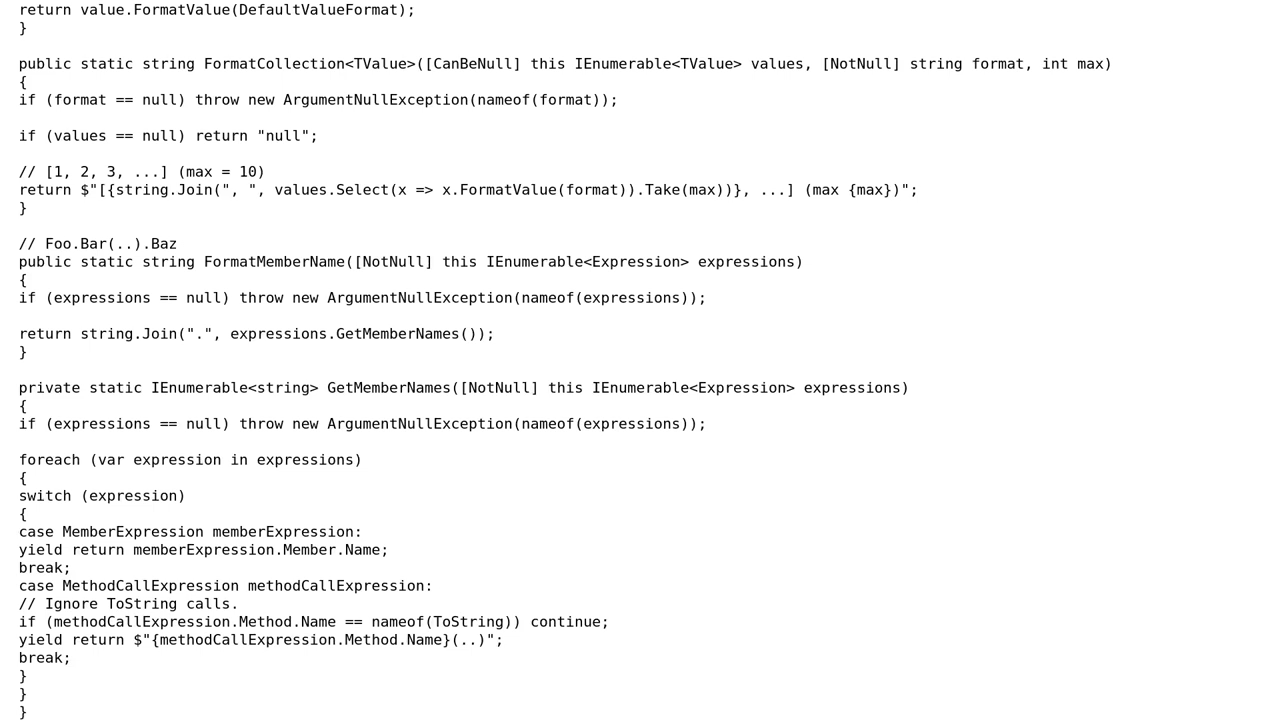 return value.FormatValue(DefaultValueFormat);
}
public static string FormatCollection<TValue>([CanBeNull] this IEnumerable<TValue> values, [NotNull] string format, int max)
{
if (format == null) throw new ArgumentNullException(nameof(format));
if (values == null) return "null";
// [1, 2, 3, ...] (max = 10)
return $"[{string.Join(", ", values.Select(x => x.FormatValue(format)).Take(max))}, ...] (max {max})";
}
// Foo.Bar(..).Baz
public static string FormatMemberName([NotNull] this IEnumerable<Expression> expressions)
{
if (expressions == null) throw new ArgumentNullException(nameof(expressions));
return string.Join(".", expressions.GetMemberNames());
}
private static IEnumerable<string> GetMemberNames([NotNull] this IEnumerable<Expression> expressions)
{
if (expressions == null) throw new ArgumentNullException(nameof(expressions));
foreach (var expression in expressions)
{
switch (expression)
{
case MemberExpression memberExpression:
yield return memberExpression.Member.Name;
break;
case MethodCallExpression methodCallExpression:
// Ignore ToString calls.
if (methodCallExpression.Method.Name == nameof(ToString)) continue;
yield return $"{methodCallExpression.Method.Name}(..)";
break;
}
}
}